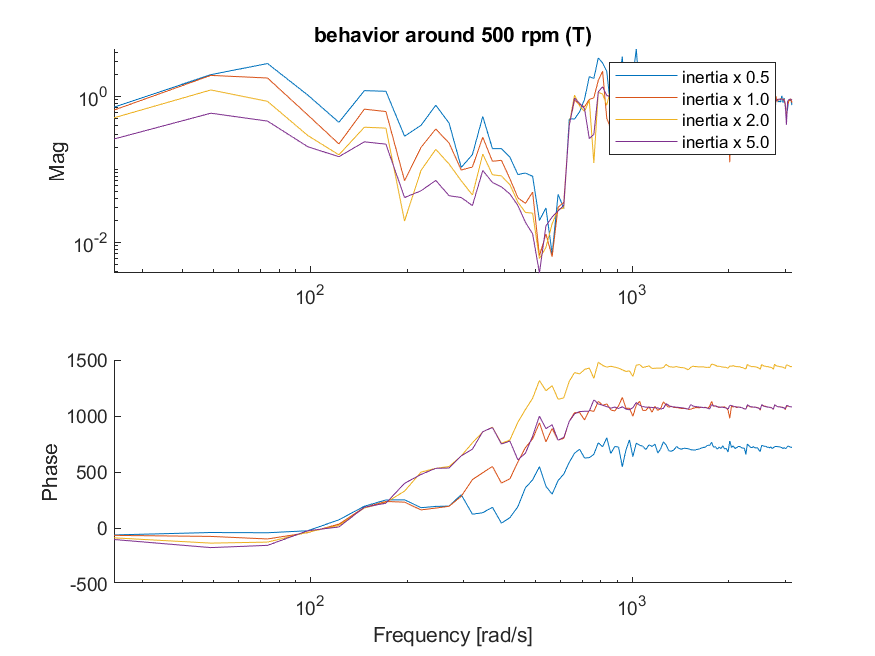 behavior around 500 rpm (T)
Mag
10^0
10^-2
inertia x 0.5
inertia x 1.0
inertia x 2.0
inertia x 5.0
10^2
10^3
Phase
1500
1000
500
0
-500
10^2
10^3
Frequency [rad/s]